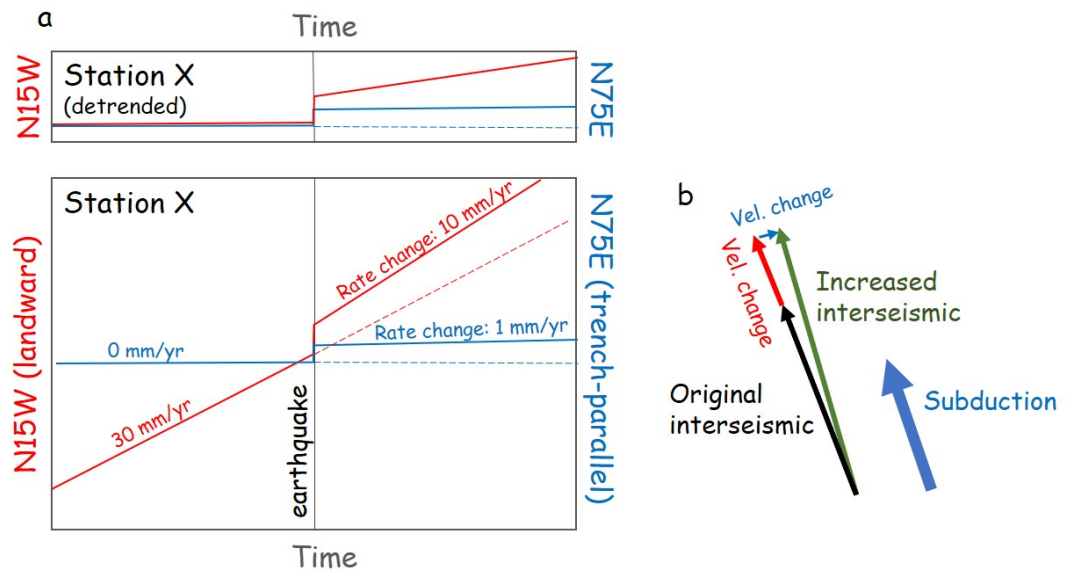 a
Time
N15W
Station X
(detrended)
N75E
N15W (landward)
Station X
Rate change: 10 mm/yr
0 mm/yr
Rate change: 1 mm/yr
30 mm/yr
earthquake
N75E (trench-parallel)
Time
b
Vel. change
Vel. change
Increased
interseismic
Original
interseismic
Subduction